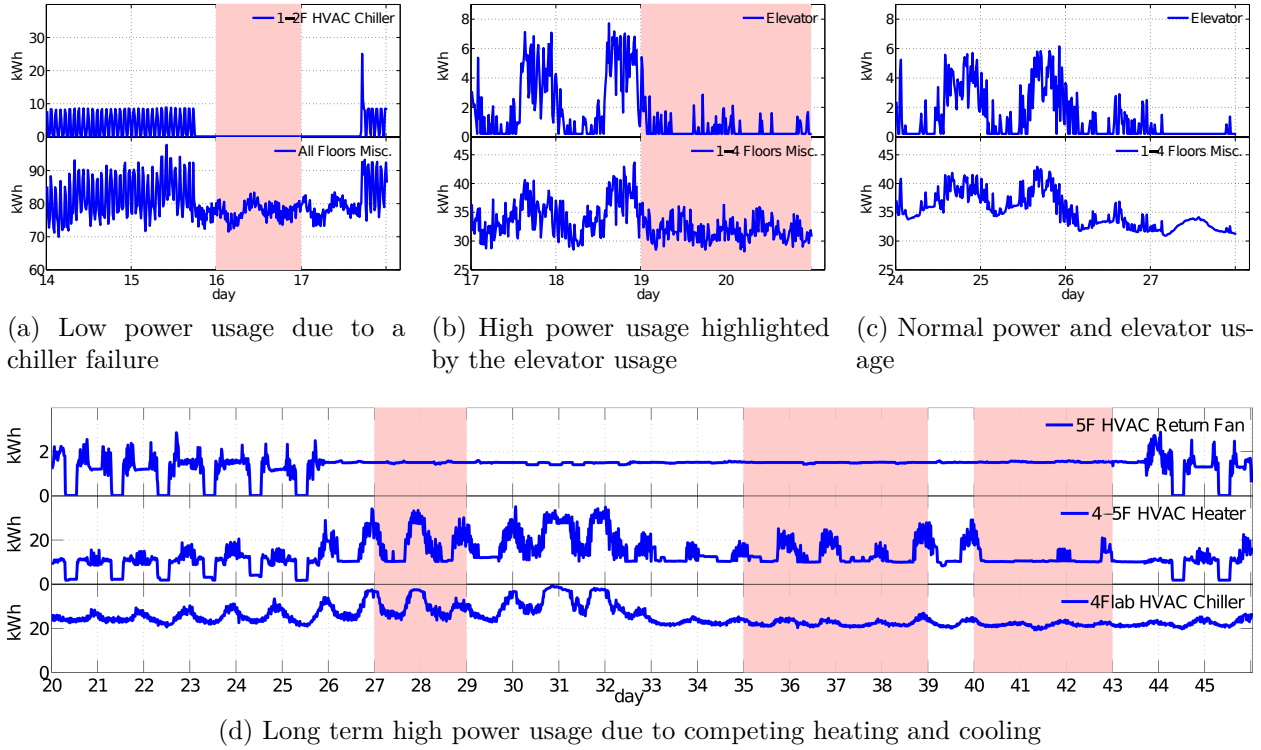 1–2F HVAC Chiller
30
20
10
0
kWh
All Floors Misc.
90
80
70
60
kWh
14 15 16 17
day
(a) Low power usage due to a
chiller failure
Elevator
8
6
4
2
0
kWh
1–4 Floors Misc.
45
40
35
30
25
kWh
17 18 19 20
day
(b) High power usage highlighted
by the elevator usage
Elevator
8
6
4
2
0
kWh
1–4 Floors Misc.
45
40
35
30
25
kWh
24 25 26 27
day
(c) Normal power and elevator us-
age
5F HVAC Return Fan
2
0
kWh
4–5F HVAC Heater
20
0
kWh
4Flab HVAC Chiller
20
0
kWh
20 21 22 23 24 25 26 27 28 29 30 31 32 33 34 35 36 37 38 39 40 41 42 43 44 45
day
(d) Long term high power usage due to competing heating and cooling